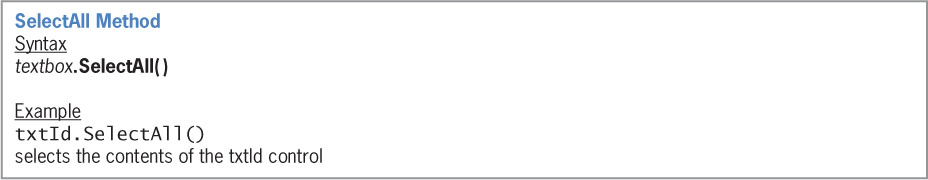 SelectAll Method
Syntax
textbox.SelectAll()
Example
txtId.SelectAll()
selects the contents of the txtId control